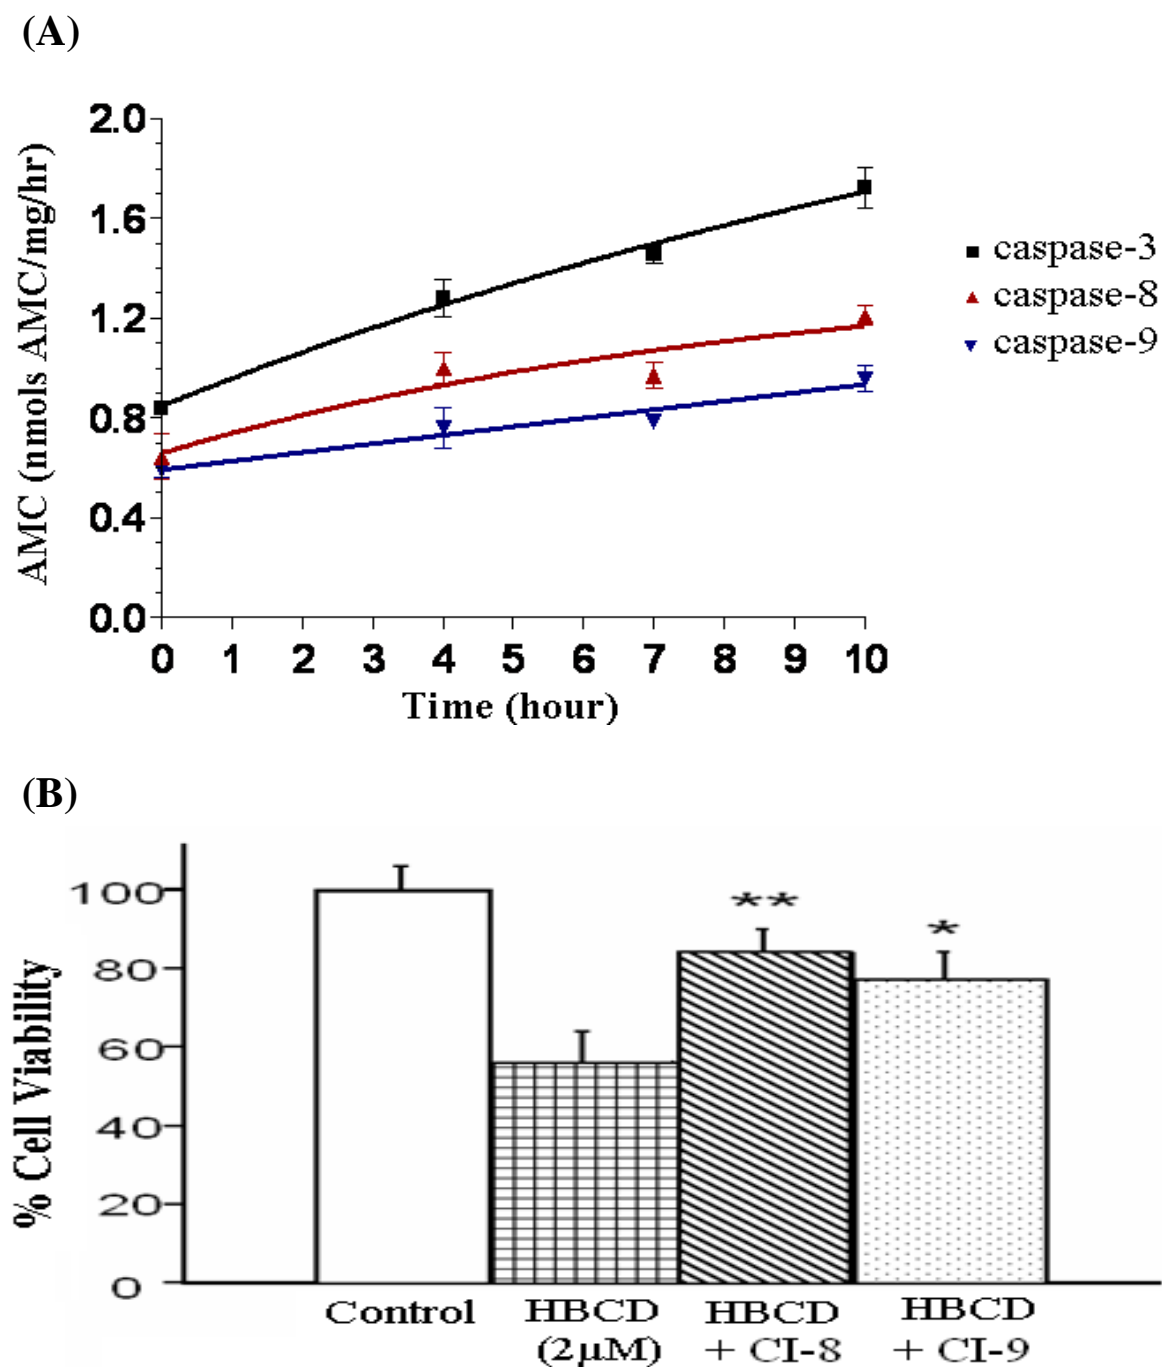 (A)
AMC (nmols AMC/mg/hr)
2.0
1.6
1.2
0.8
0.4
0.0
0 1 2 3 4 5 6 7 8 9 10
Time (hour)
caspase-3
caspase-8
caspase-9
(B)
% Cell Viability
100
80
60
40
20
0
**
*
Control
HBCD
(2μM)
HBCD
+ CI-8
HBCD
+ CI-9